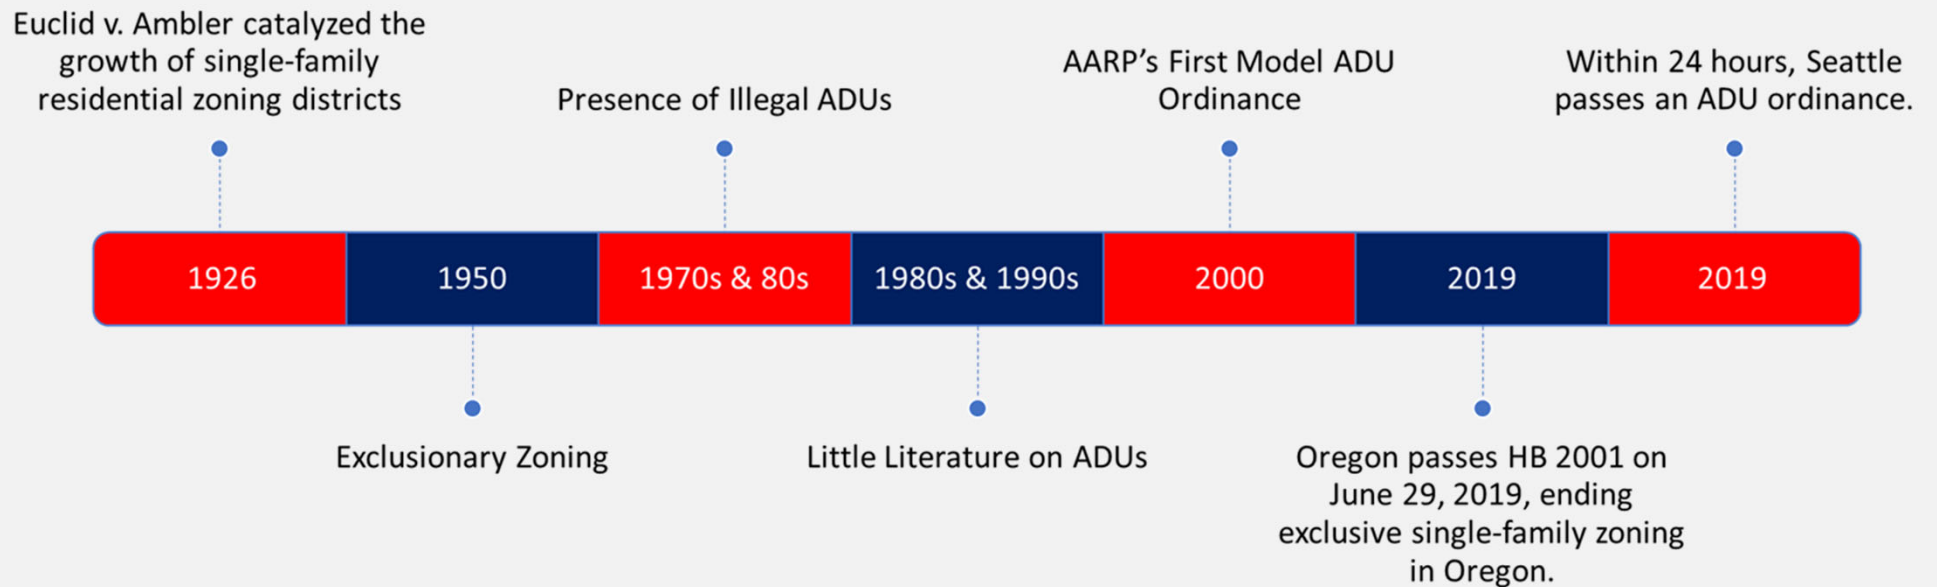 Euclid v. Ambler catalyzed the
growth of single-family
residential zoning districts
Presence of Illegal ADUs
AARP’s First Model ADU
Ordinance
Within 24 hours, Seattle
passes an ADU ordinance.
1926
1950
1970s & 80s
1980s & 1990s
2000
2019
2019
Exclusionary Zoning
Little Literature on ADUs
Oregon passes HB 2001 on
June 29, 2019, ending
exclusive single-family zoning
in Oregon.